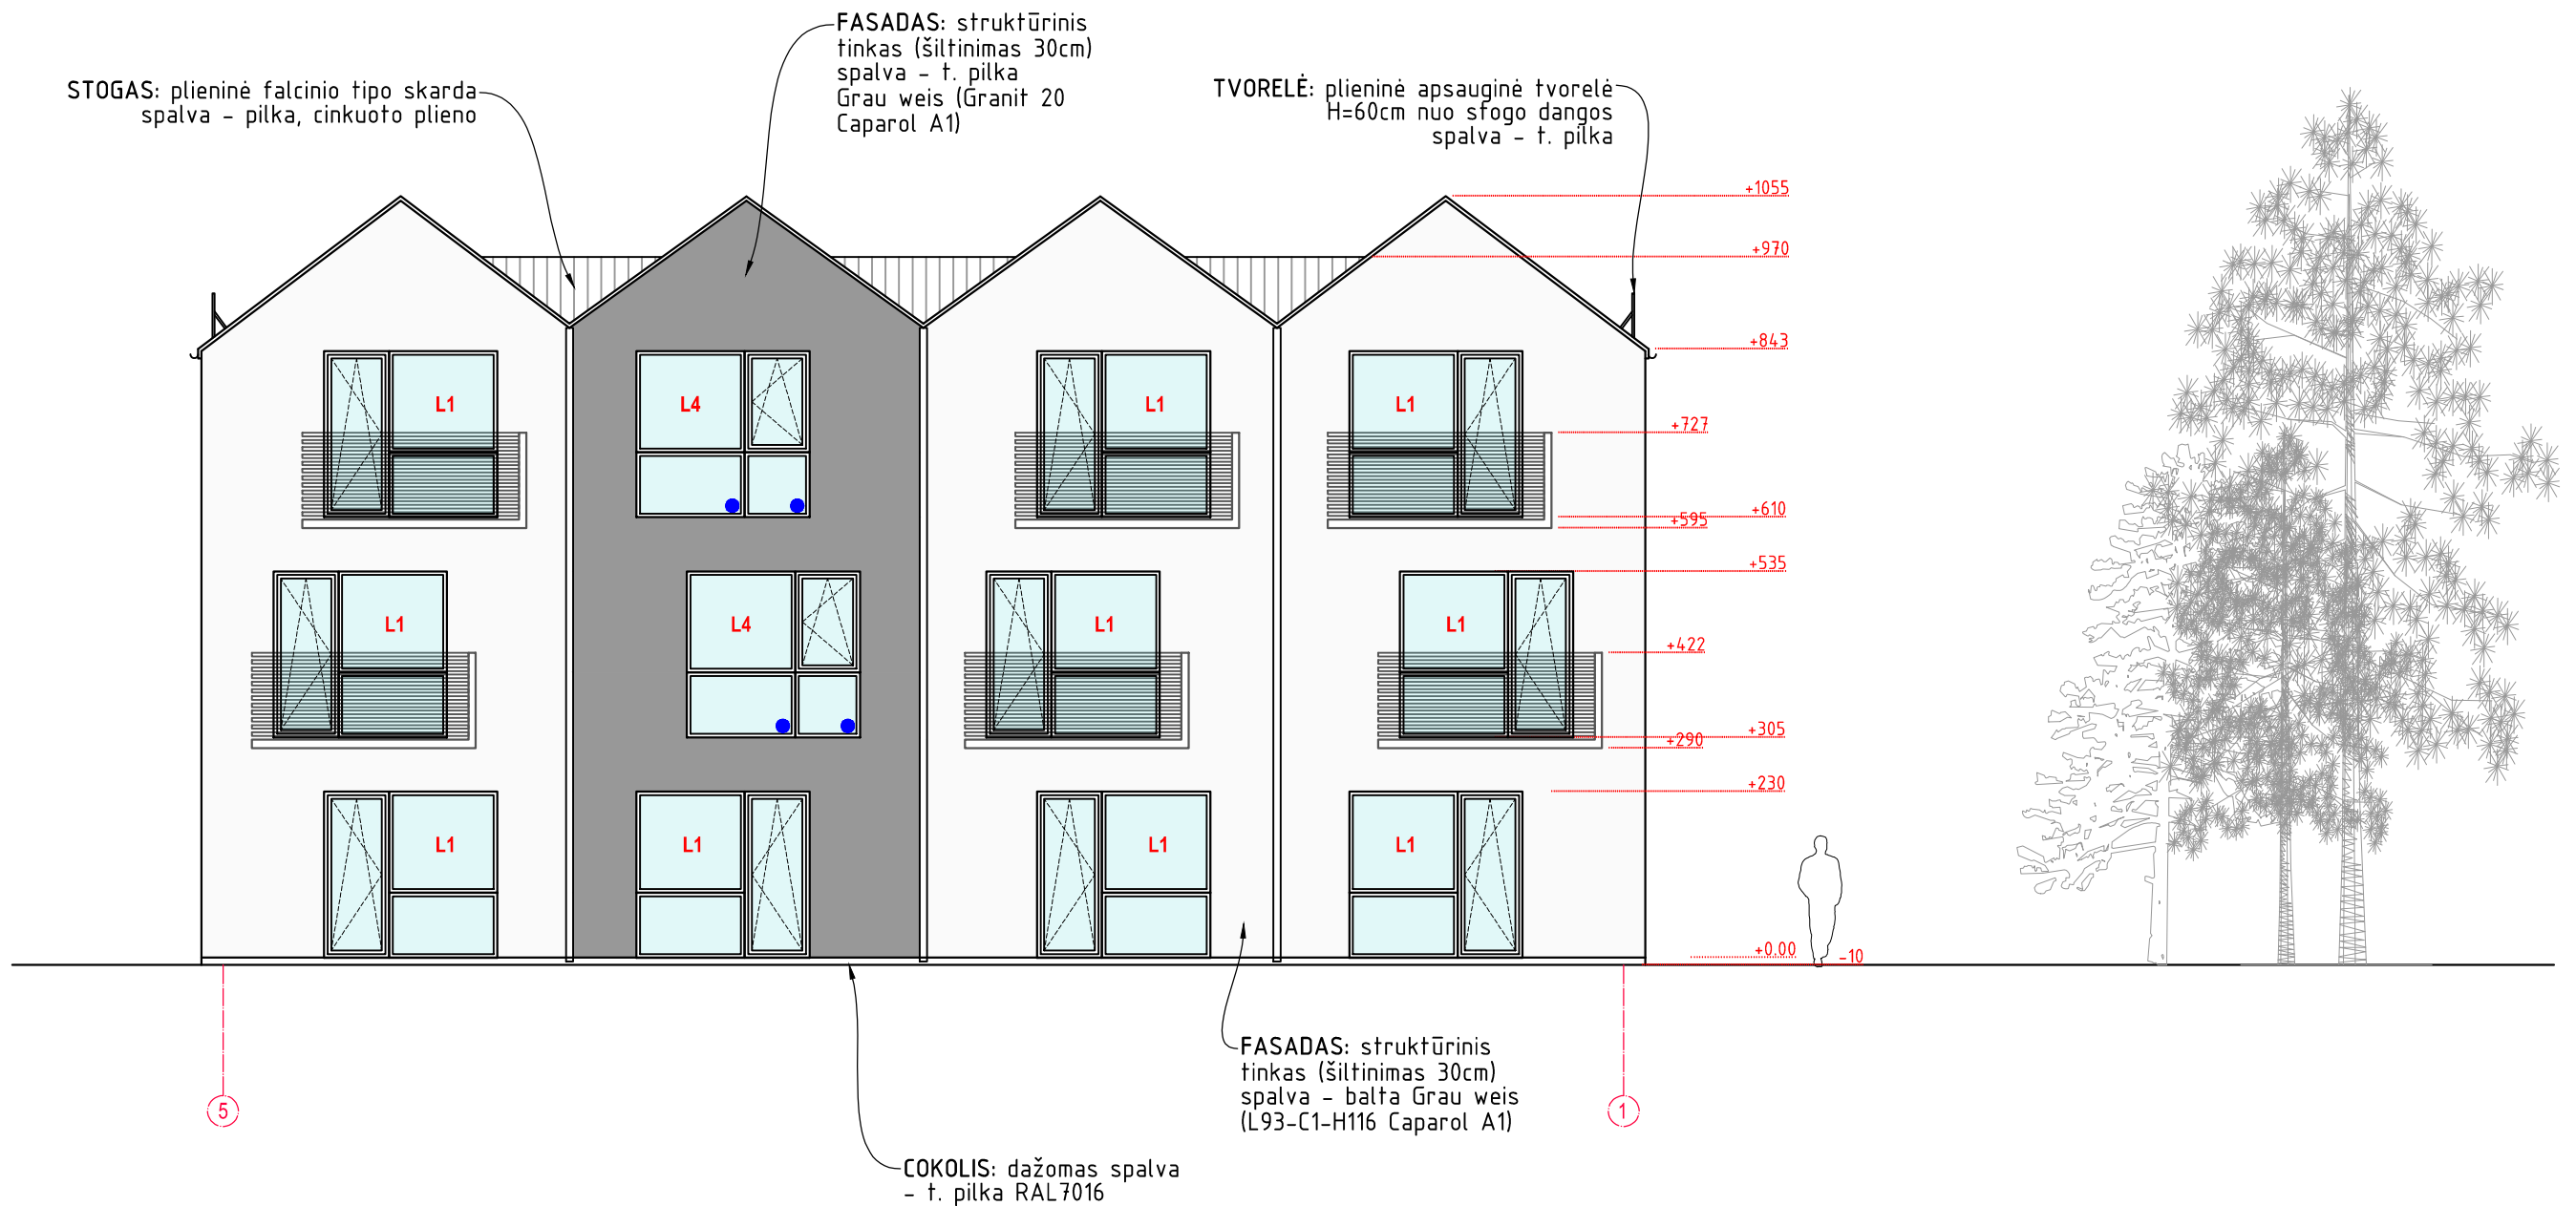 FASADAS: struktūrinis
tinkas (šiltinimas 30cm)
spalva - t. pilka
Grau weis (Granit 20
Caparol A1)
STOGAS: plieninė falcinio tipo skarda
spalva - pilka, cinkuoto plieno
TVORELĖ: plieninė apsauginė tvorelė
H=60cm nuo stogo dangos
spalva - t. pilka
+1055
+970
+843
L1
L4
L1
L1
+727
+610
+595
+535
L1
L4
L1
L1
+422
+305
+290
+230
L1
L1
L1
L1
+0.00
-10
5
1
FASADAS: struktūrinis
tinkas (šiltinimas 30cm)
spalva - balta Grau weis
(L93-C1-H116 Caparol A1)
COKOLIS: dažomas spalva
- t. pilka RAL7016